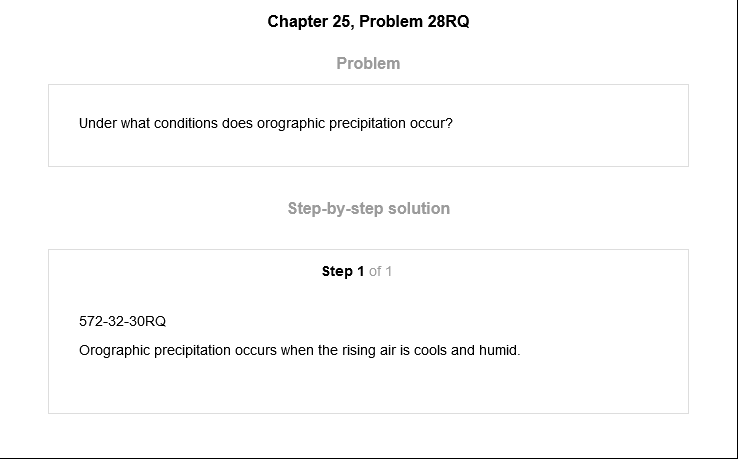 Chapter 25, Problem 28RQ
Problem
Under what conditions does orographic precipitation occur?
Step-by-step solution
Step 1 of 1
572-32-30RQ
Orographic precipitation occurs when the rising air is cools and humid.